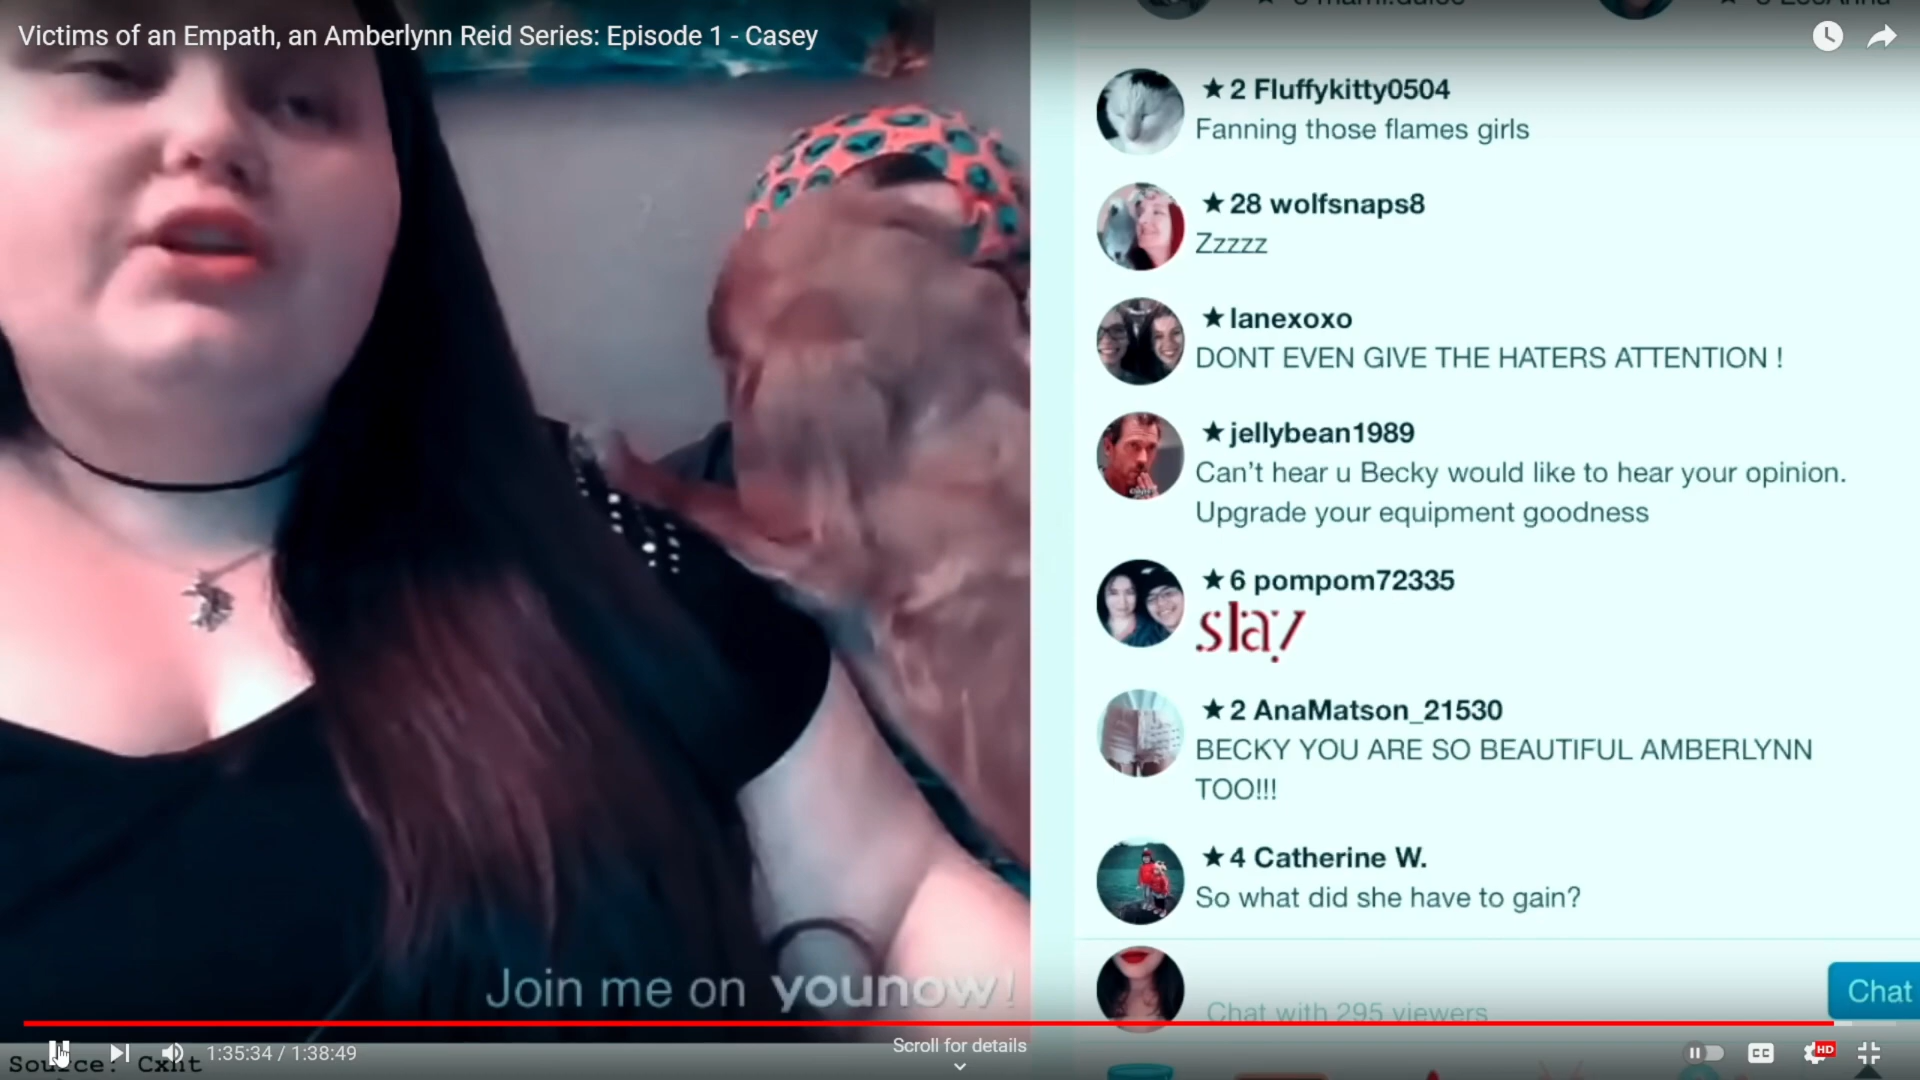 Victims of an Empath, an Amberlynn Reid Series: Episode 1 - Casey
★ 2 Fluffykitty0504
Fanning those flames girls
★ 28 wolfsnaps8
Zzzzz
★ lanexoxo
DONT EVEN GIVE THE HATERS ATTENTION !
★ jellybean1989
Can’t hear u Becky would like to hear your opinion.
Upgrade your equipment goodness
★ 6 pompom72335
slay
★ 2 AnaMatson_21530
BECKY YOU ARE SO BEAUTIFUL AMBERLYNN
TOO!!!
★ 4 Catherine W.
So what did she have to gain?
Join me on younow!
Chat with 295 viewers
Chat
1:35:34 / 1:38:49
Scroll for details
CC
HD
Source: Cxht